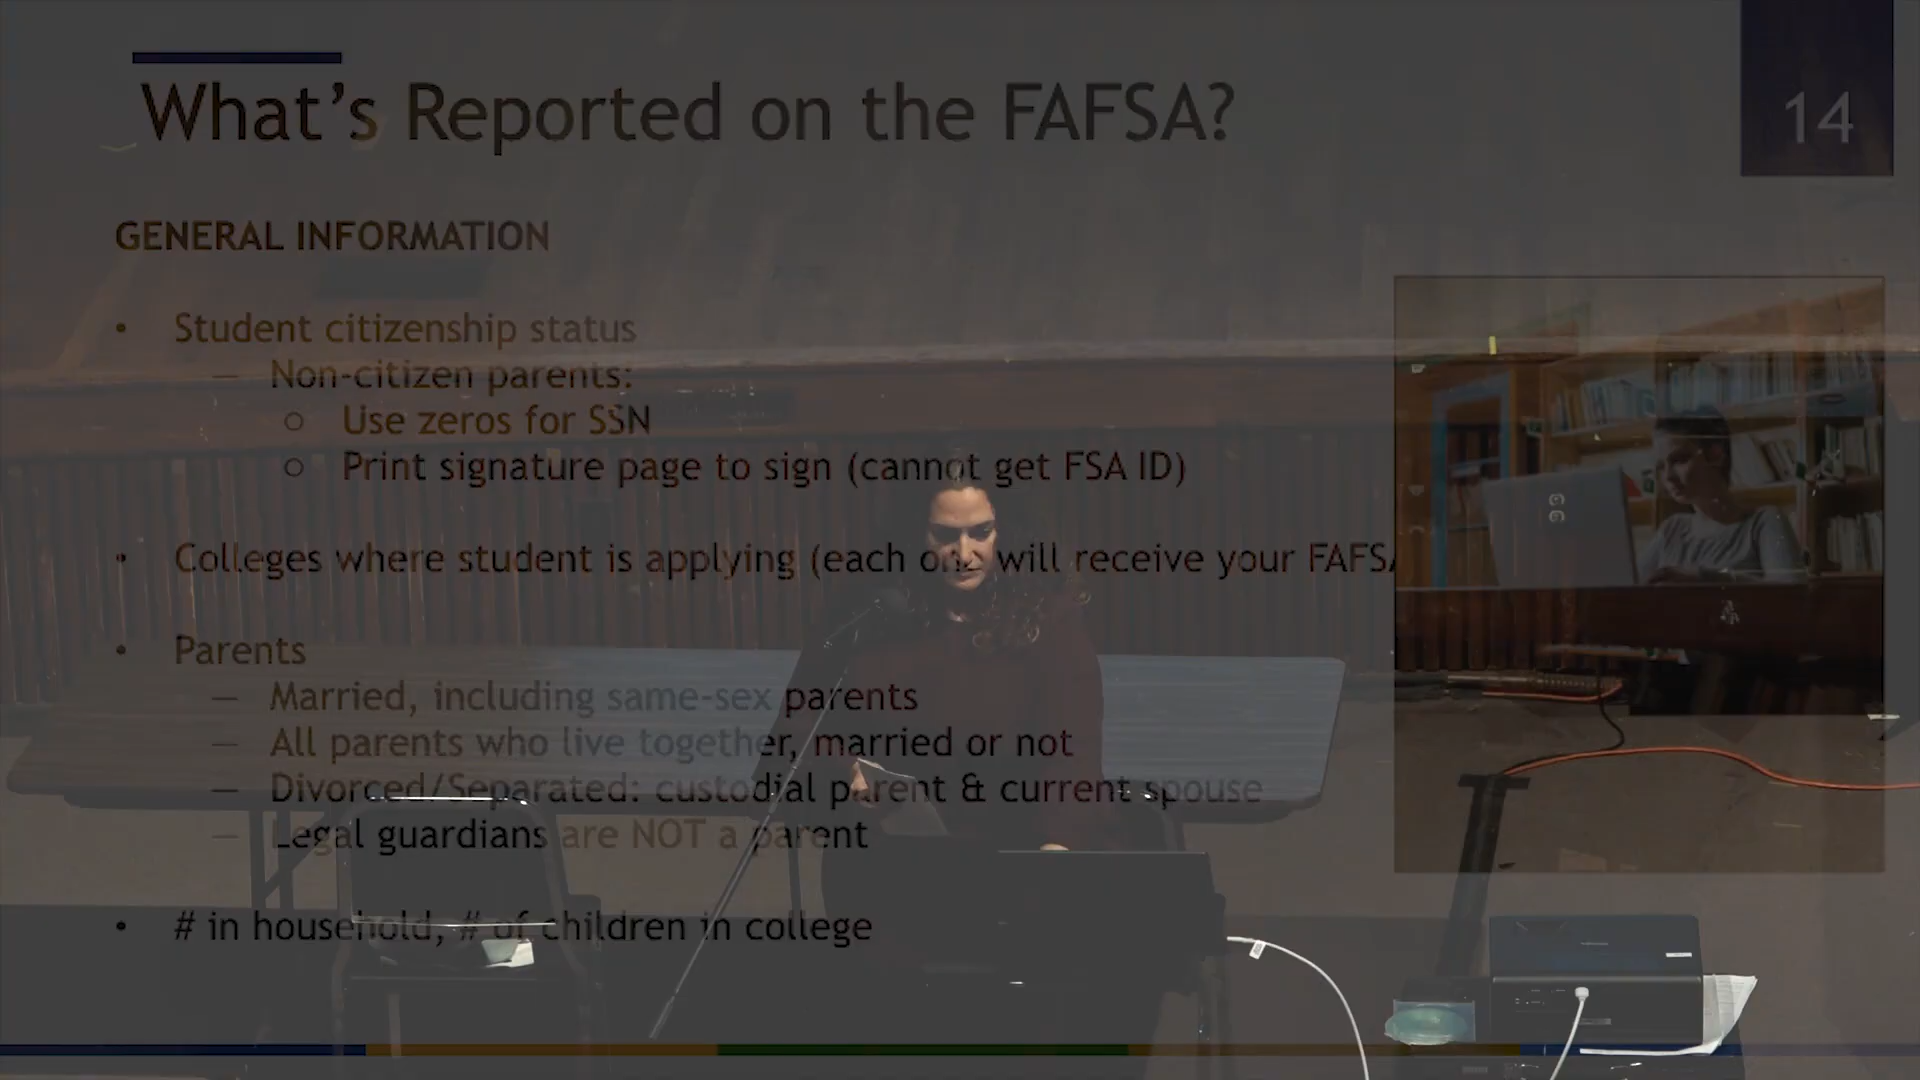 What's Reported on the FAFSA?
14
GENERAL INFORMATION
• Student citizenship status
— Non-citizen parents:
○ Use zeros for SSN
○ Print signature page to sign (cannot get FSA ID)
• Colleges where student is applying (each one will receive your FAFSA
• Parents
— Married, including same-sex parents
— All parents who live together, married or not
— Divorced/Separated: custodial parent & current spouse
— Legal guardians are NOT a parent
• # in household, # of children in college